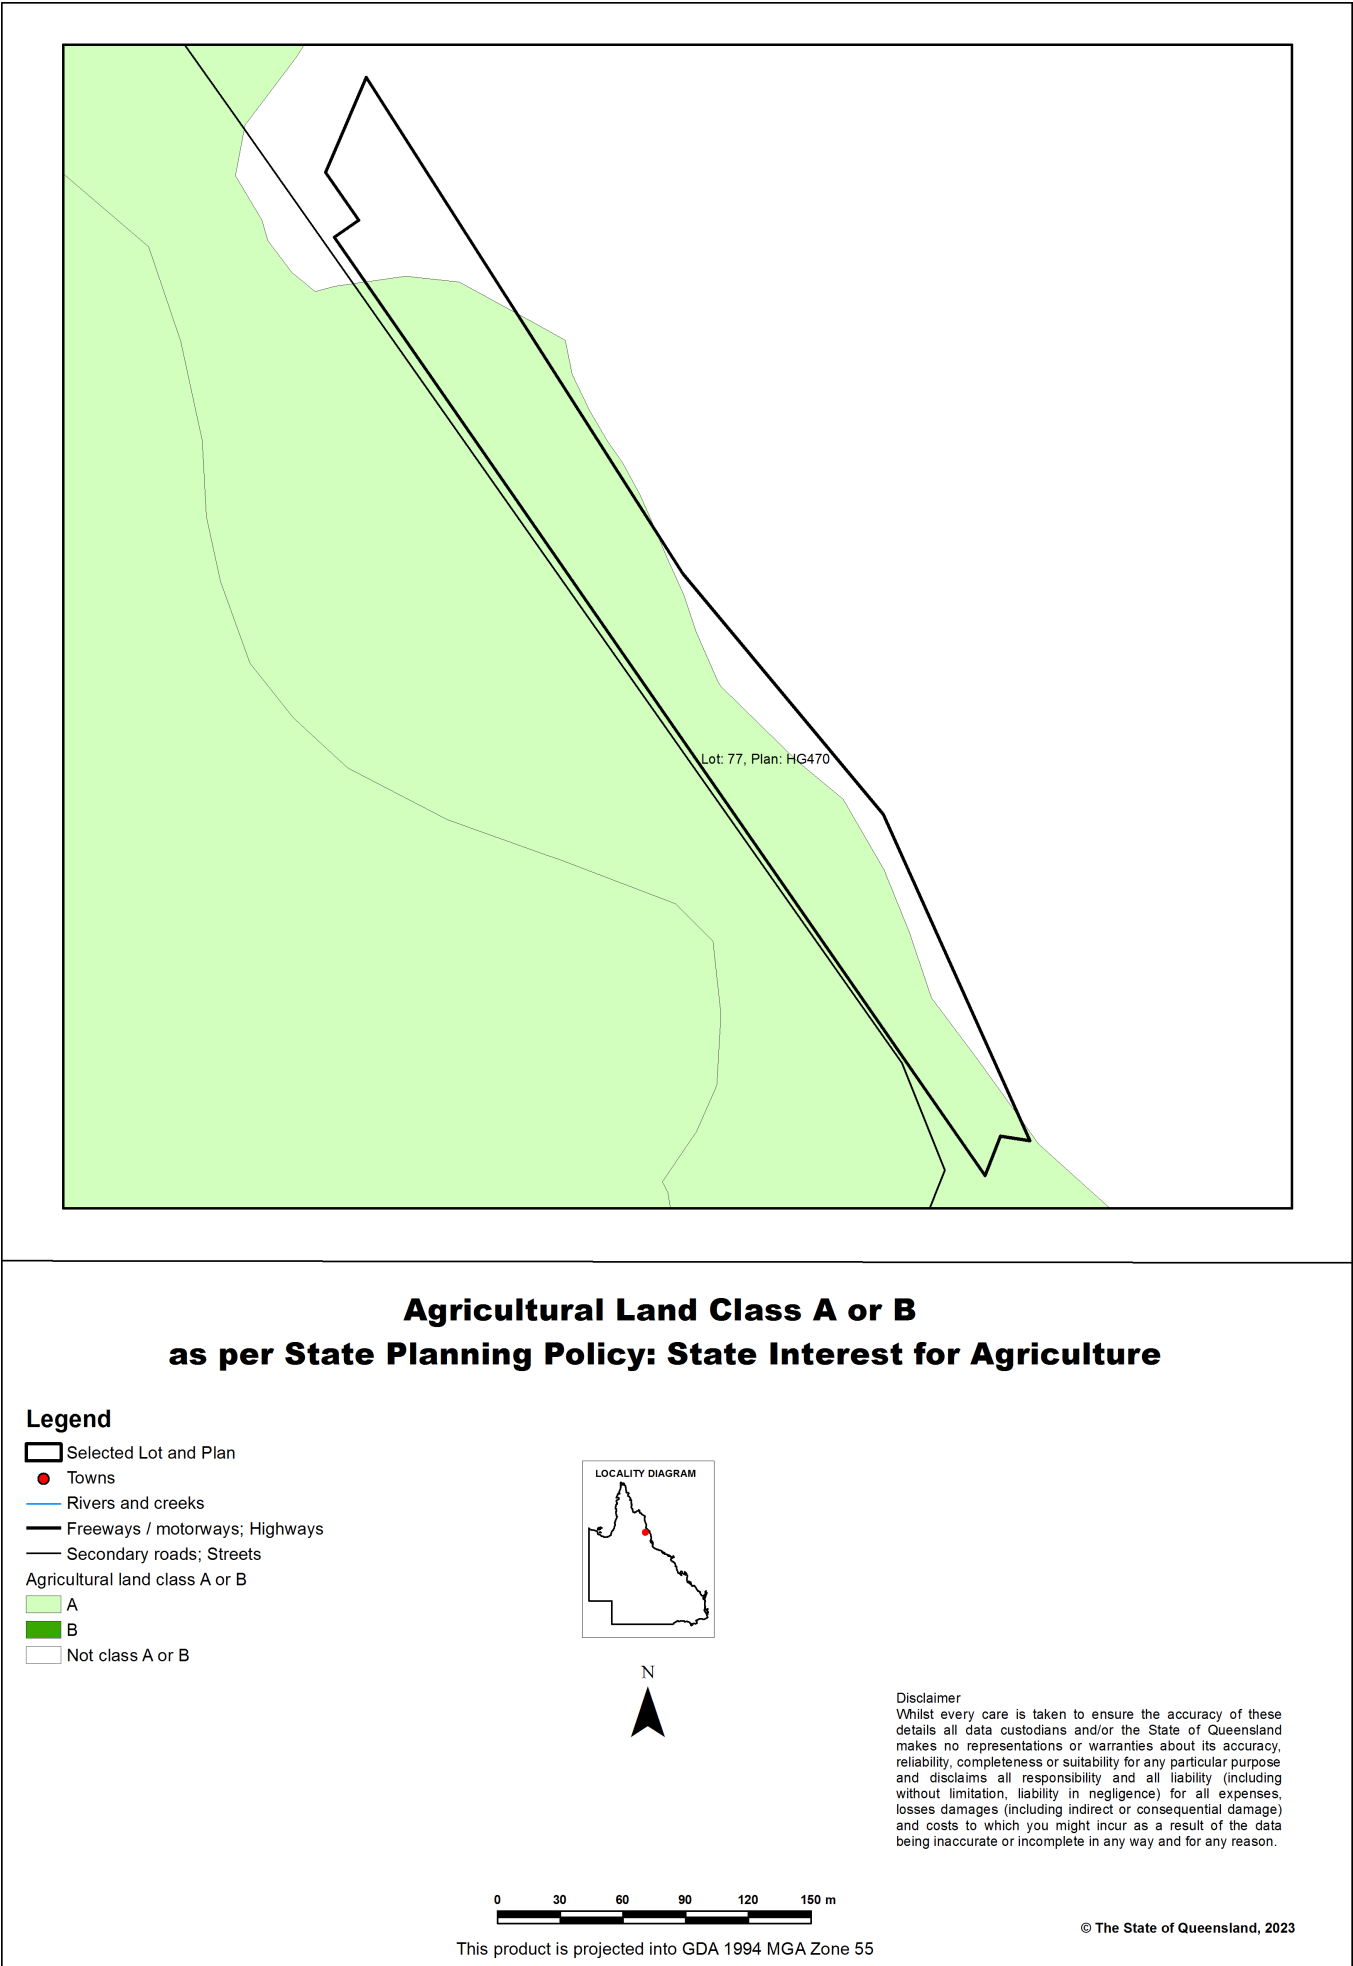 Lot: 77, Plan: HG470
Agricultural Land Class A or B
as per State Planning Policy: State Interest for Agriculture
Legend
Selected Lot and Plan
Towns
Rivers and creeks
Freeways / motorways; Highways
Secondary roads; Streets
Agricultural land class A or B
A
B
Not class A or B
LOCALITY DIAGRAM
N
Disclaimer
Whilst every care is taken to ensure the accuracy of these
details all data custodians and/or the State of Queensland
makes no representations or warranties about its accuracy,
reliability, completeness or suitability for any particular purpose
and disclaims all responsibility and all liability (including
without limitation, liability in negligence) for all expenses,
losses damages (including indirect or consequential damage)
and costs to which you might incur as a result of the data
being inaccurate or incomplete in any way and for any reason.
0 30 60 90 120 150 m
This product is projected into GDA 1994 MGA Zone 55
© The State of Queensland, 2023